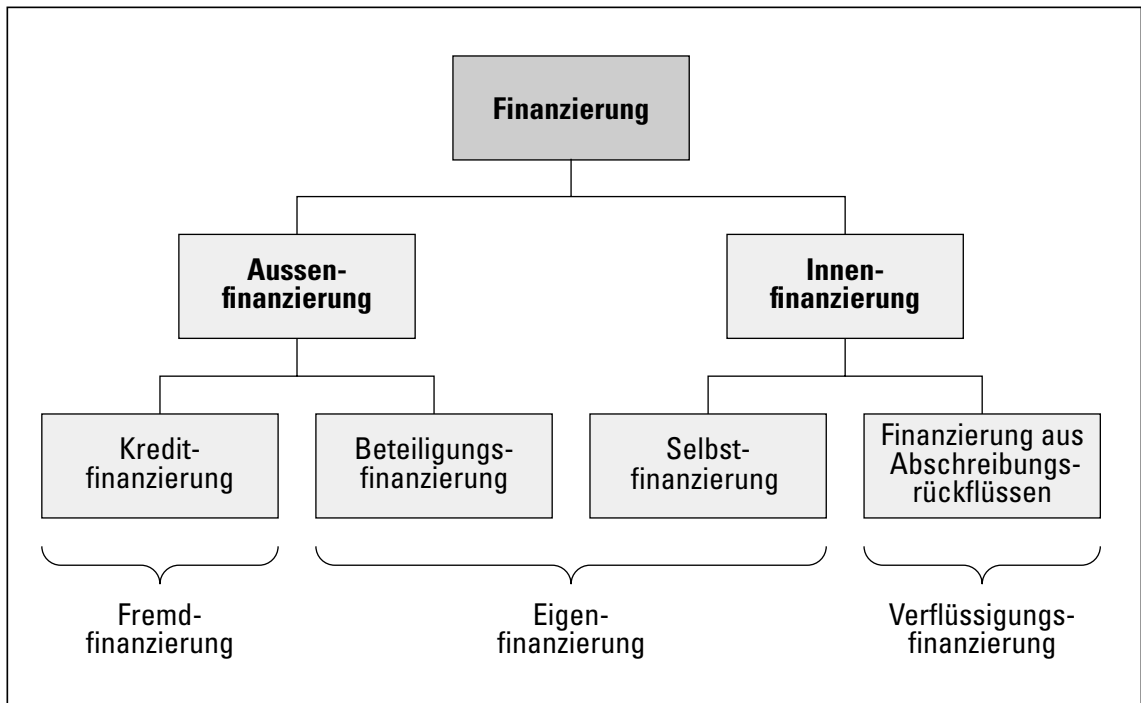 Finanzierung
Aussen-
finanzierung
Innen-
finanzierung
Kredit-
finanzierung
Beteiligungs-
finanzierung
Selbst-
finanzierung
Finanzierung aus
Abschreibungs-
rückflüssen
Fremd-
finanzierung
Eigen-
finanzierung
Verflüssigungs-
finanzierung